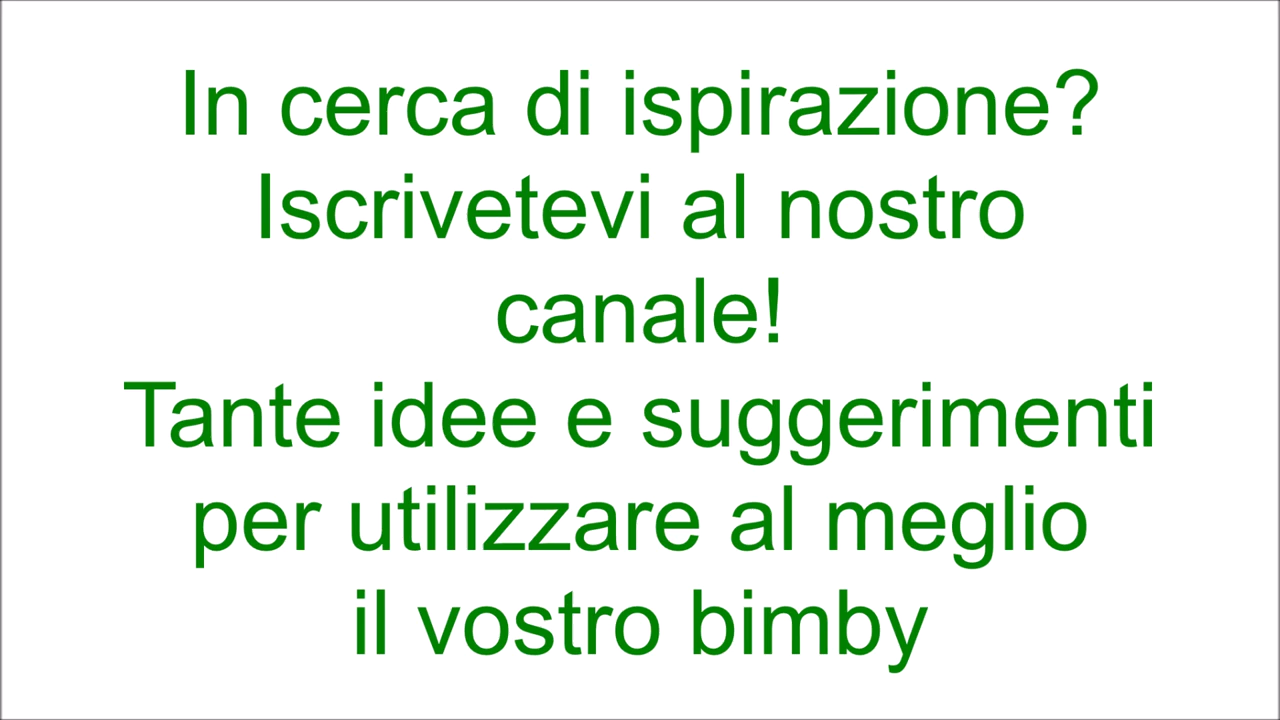 In cerca di ispirazione?
Iscrivetevi al nostro
canale!
Tante idee e suggerimenti
per utilizzare al meglio
il vostro bimby